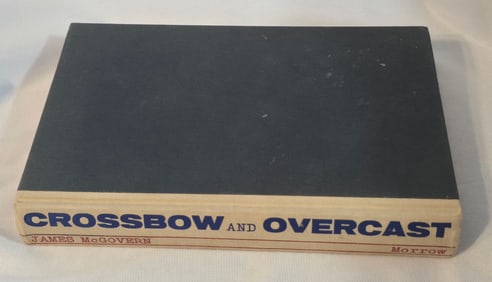 CROSSBOW AND OVERCAST
JAMES McGOVERN Morrow